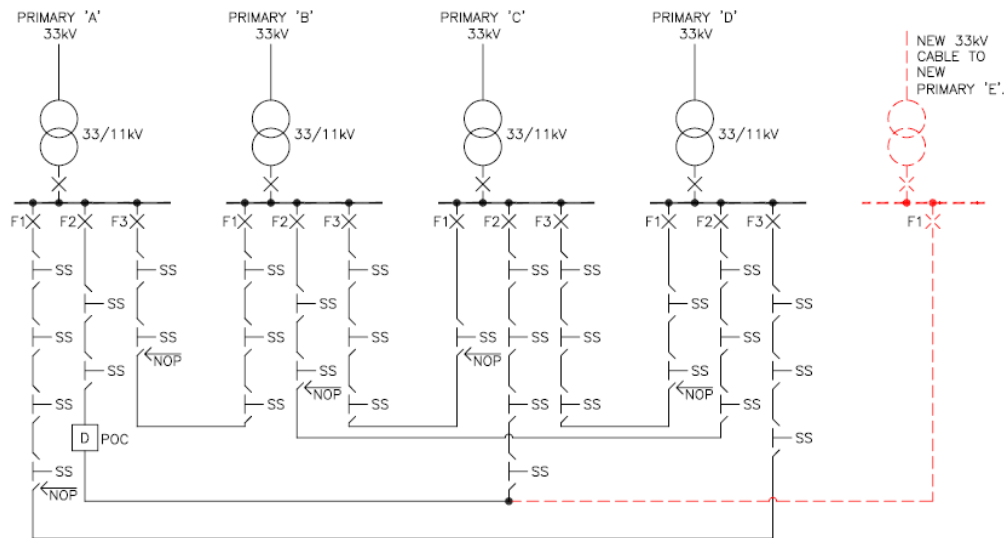 PRIMARY 'A'
33kV
PRIMARY 'B'
33kV
PRIMARY 'C'
33kV
PRIMARY 'D'
33kV
NEW 33kV
CABLE TO
NEW
PRIMARY 'E'.
33/11kV
33/11kV
33/11kV
33/11kV
F1 F2 F3
F1 F2 F3
F1 F2 F3
F1 F2 F3
F1
SS SS SS SS SS SS SS
SS SS SS SS
SS SS SS SS SS SS SS SS
NOP NOP
SS SS SS SS
NOP NOP
SS SS SS SS SS SS
D POC SS
SS SS
NOP